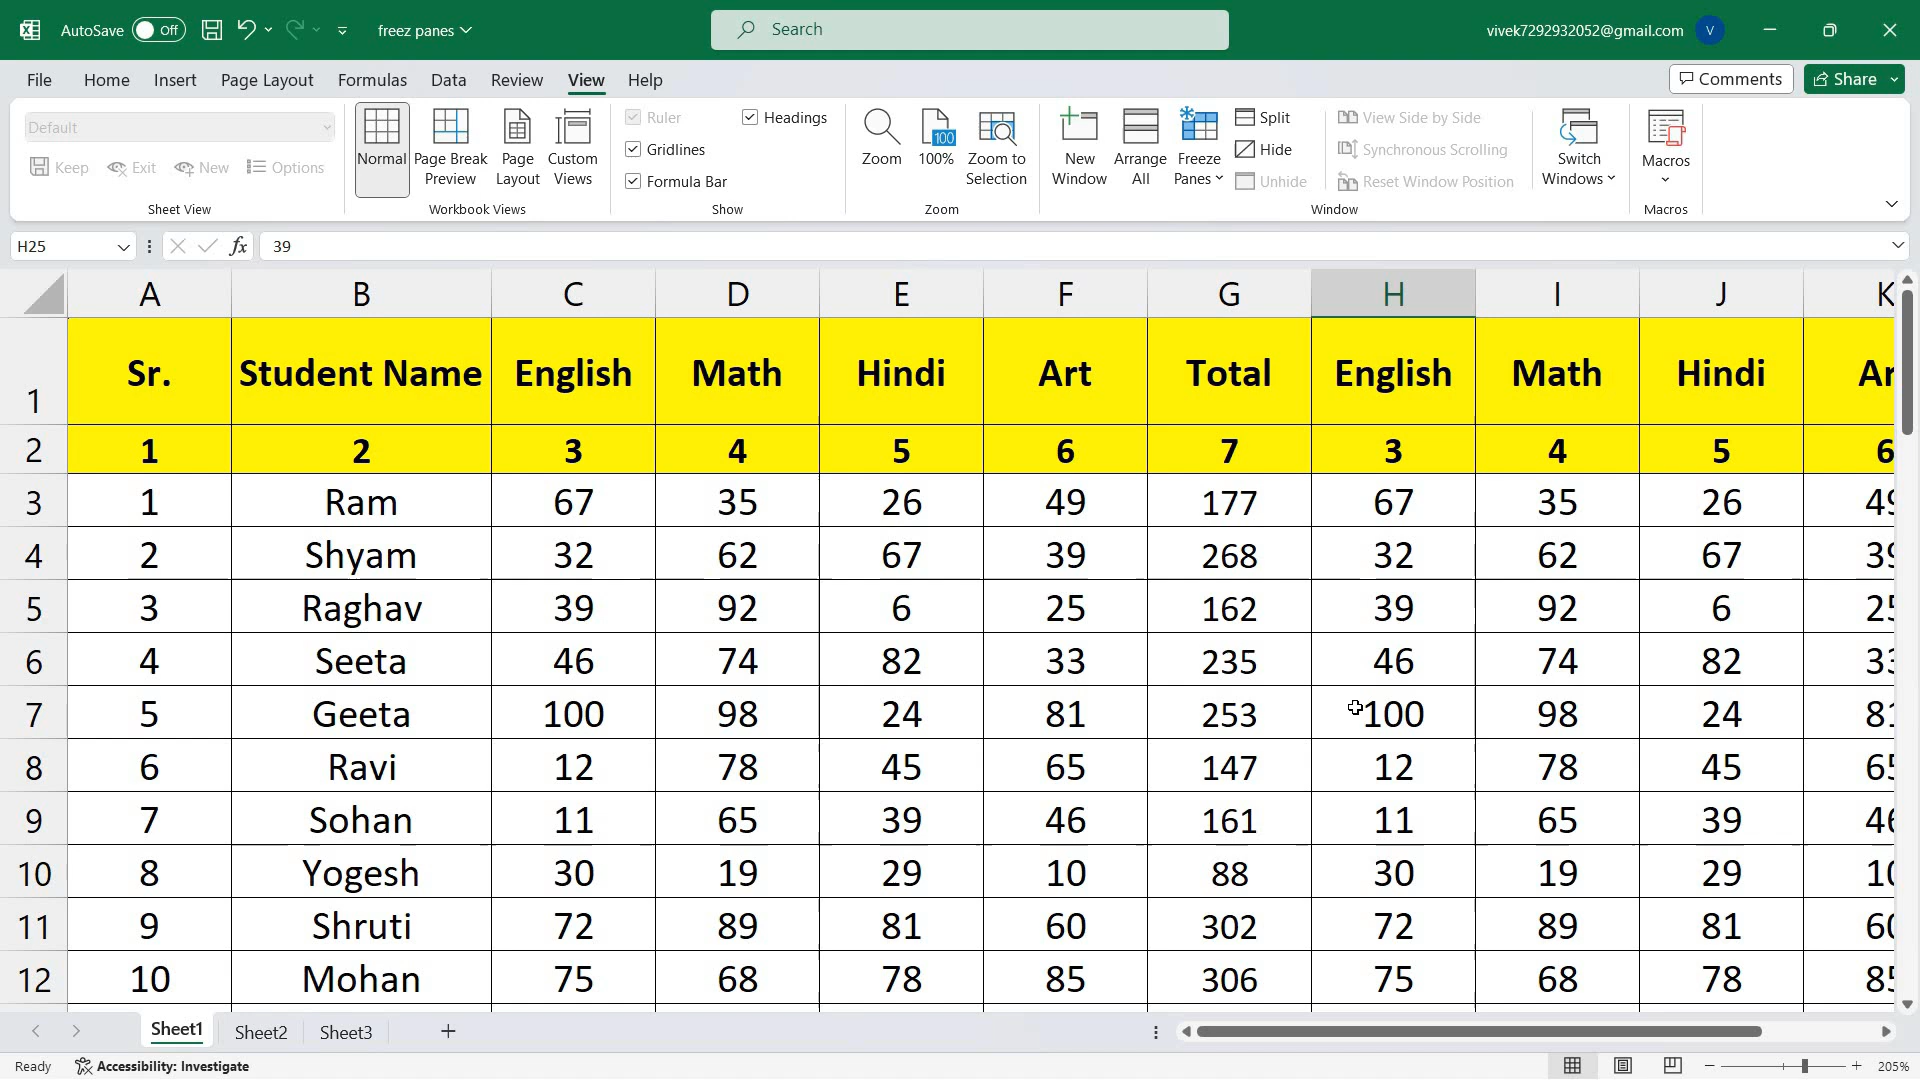 AutoSave Off freez panes Search vivek7292932052@gmail.com V
File Home Insert Page Layout Formulas Data Review View Help Comments Share
Default
Keep Exit New Options
Sheet View
Normal Page Break Preview Page Layout Custom Views
Workbook Views
Ruler Headings
Gridlines
Formula Bar
Show
Zoom 100 100% Zoom to Selection
Zoom
New Window Arrange All Freeze Panes Split Hide Unhide
View Side by Side
Synchronous Scrolling
Reset Window Position
Switch Windows
Window
Macros
Macros
H25 fx 39
A B C D E F G H I J K
1 Sr. Student Name English Math Hindi Art Total English Math Hindi Ar
2 1 2 3 4 5 6 7 3 4 5 6
3 1 Ram 67 35 26 49 177 67 35 26 49
4 2 Shyam 32 62 67 39 268 32 62 67 39
5 3 Raghav 39 92 6 25 162 39 92 6 25
6 4 Seeta 46 74 82 33 235 46 74 82 33
7 5 Geeta 100 98 24 81 253 100 98 24 81
8 6 Ravi 12 78 45 65 147 12 78 45 65
9 7 Sohan 11 65 39 46 161 11 65 39 46
10 8 Yogesh 30 19 29 10 88 30 19 29 10
11 9 Shruti 72 89 81 60 302 72 89 81 60
12 10 Mohan 75 68 78 85 306 75 68 78 85
Sheet1 Sheet2 Sheet3
Ready Accessibility: Investigate 205%